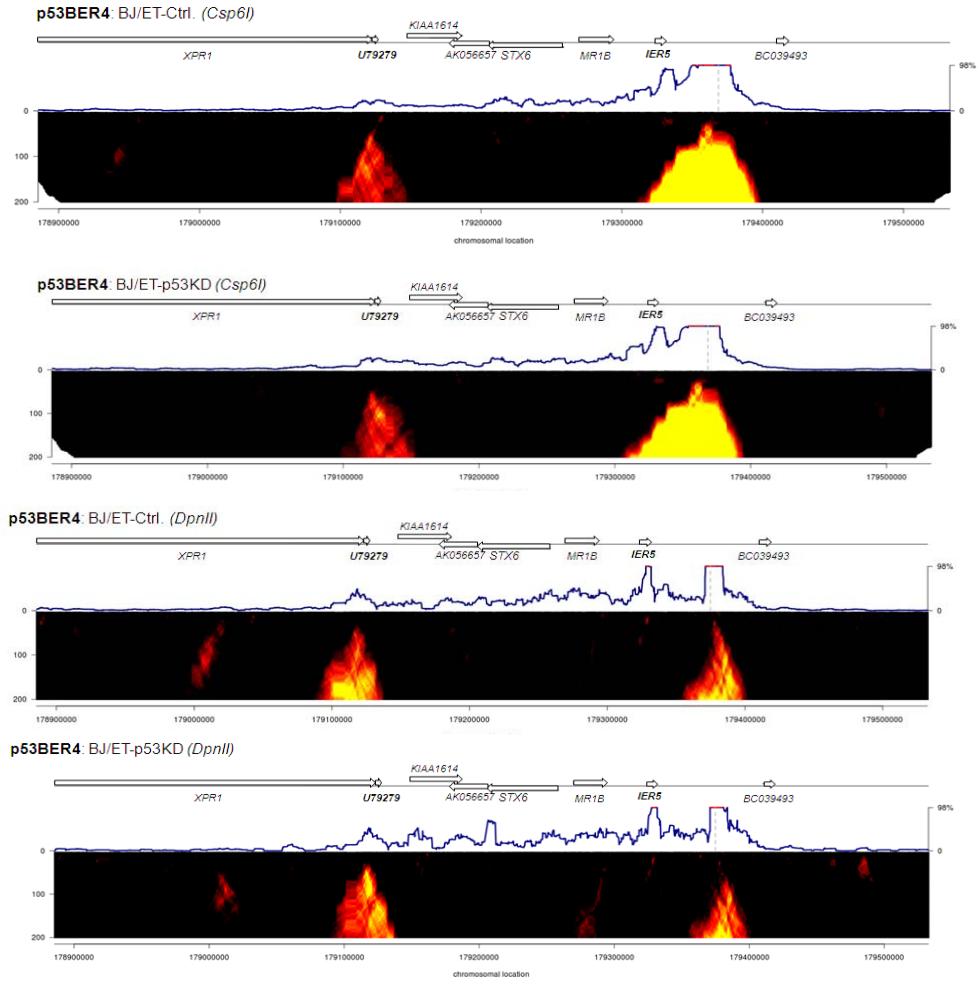 p53BER4: BJ/ET-Ctrl. (Csp6I)
KIAA1614
XPR1 U79279 AK056657 STX6 MR1B IER5 BC039493
98%
0 0
100
200
178900000 179000000 179100000 179200000 179300000 179400000 179500000
chromosomal location
p53BER4: BJ/ET-p53KD (Csp6I)
KIAA1614
XPR1 U79279 AK056657 STX6 MR1B IER5 BC039493
98%
0 0
100
200
178900000 179000000 179100000 179200000 179300000 179400000 179500000
p53BER4: BJ/ET-Ctrl. (DpnII)
KIAA1614
XPR1 U79279 AK056657 STX6 MR1B IER5 BC039493
98%
0 0
100
200
178900000 179000000 179100000 179200000 179300000 179400000 179500000
p53BER4: BJ/ET-p53KD (DpnII)
KIAA1614
XPR1 U79279 AK056657 STX6 MR1B IER5 BC039493
98%
0 0
100
200
178900000 179000000 179100000 179200000 179300000 179400000 179500000
chromosomal location